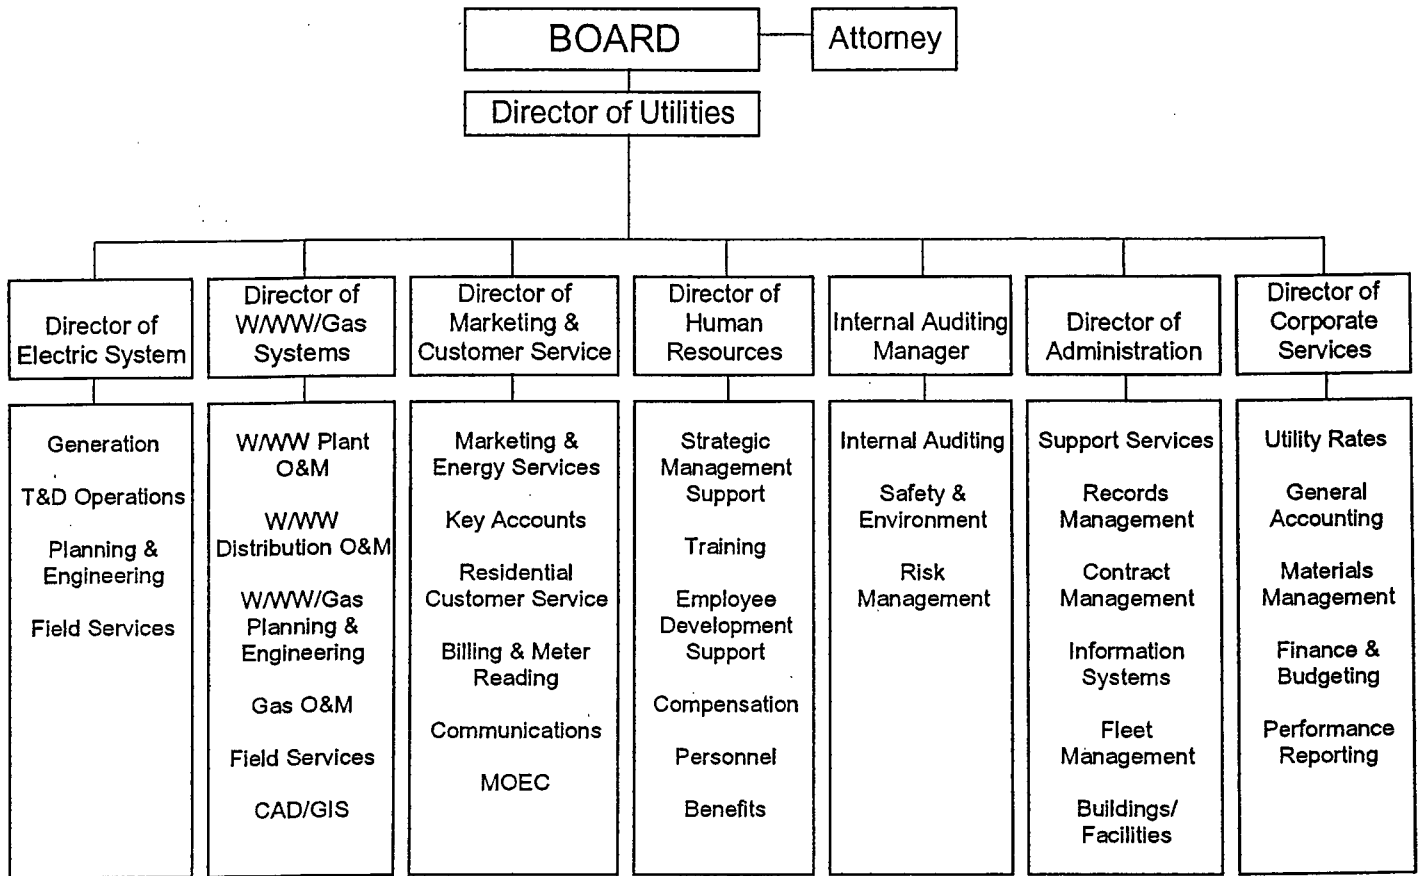 BOARD
Attorney
Director of Utilities
Director of
Electric System
Director of
W/WW/Gas
Systems
Director of
Marketing &
Customer Service
Director of
Human
Resources
Internal Auditing
Manager
Director of
Administration
Director of
Corporate
Services
Generation
T&D Operations
Planning &
Engineering
Field Services
W/WW Plant
O&M
W/WW
Distribution O&M
W/WW/Gas
Planning &
Engineering
Gas O&M
Field Services
CAD/GIS
Marketing &
Energy Services
Key Accounts
Residential
Customer Service
Billing & Meter
Reading
Communications
MOEC
Strategic
Management
Support
Training
Employee
Development
Support
Compensation
Personnel
Benefits
Internal Auditing
Safety &
Environment
Risk
Management
Support Services
Records
Management
Contract
Management
Information
Systems
Fleet
Management
Buildings/
Facilities
Utility Rates
General
Accounting
Materials
Management
Finance &
Budgeting
Performance
Reporting